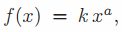 f(x) = k x^a,